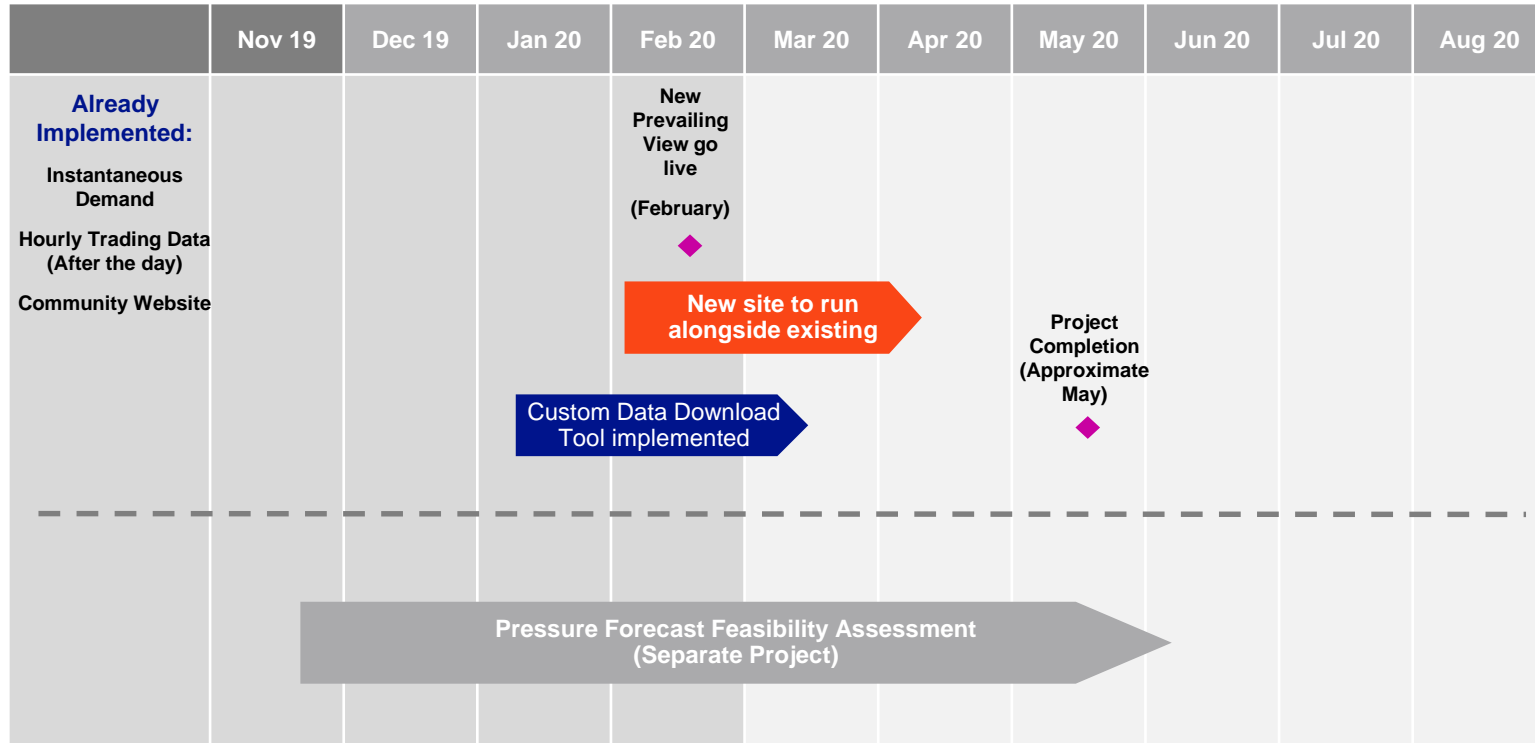 Nov 19
Dec 19
Jan 20
Feb 20
Mar 20
Apr 20
May 20
Jun 20
Jul 20
Aug 20
Already
Implemented:
Instantaneous
Demand
Hourly Trading Data
(After the day)
Community Website
New
Prevailing
View go
live
(February)
New site to run
alongside existing
Project
Completion
(Approximate
May)
Custom Data Download
Tool implemented
Pressure Forecast Feasibility Assessment
(Separate Project)